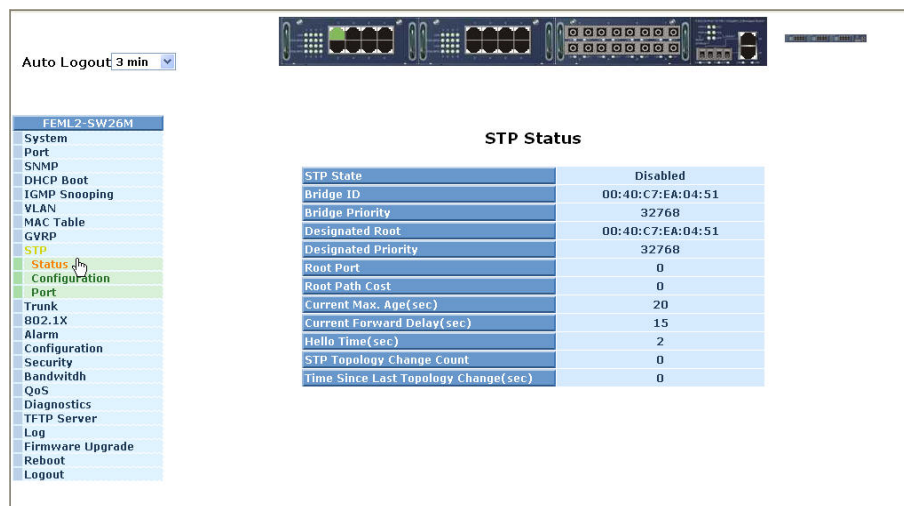 Auto Logout 3 min
FEML2-SW26M
System
Port
SNMP
DHCP Boot
IGMP Snooping
VLAN
MAC Table
GVRP
STP
Status
Configuration
Port
Trunk
802.1X
Alarm
Configuration
Security
Bandwitdh
QoS
Diagnostics
TFTP Server
Log
Firmware Upgrade
Reboot
Logout
STP Status
STP State Disabled
Bridge ID 00:40:C7:EA:04:51
Bridge Priority 32768
Designated Root 00:40:C7:EA:04:51
Designated Priority 32768
Root Port 0
Root Path Cost 0
Current Max. Age(sec) 20
Current Forward Delay(sec) 15
Hello Time(sec) 2
STP Topology Change Count 0
Time Since Last Topology Change(sec) 0